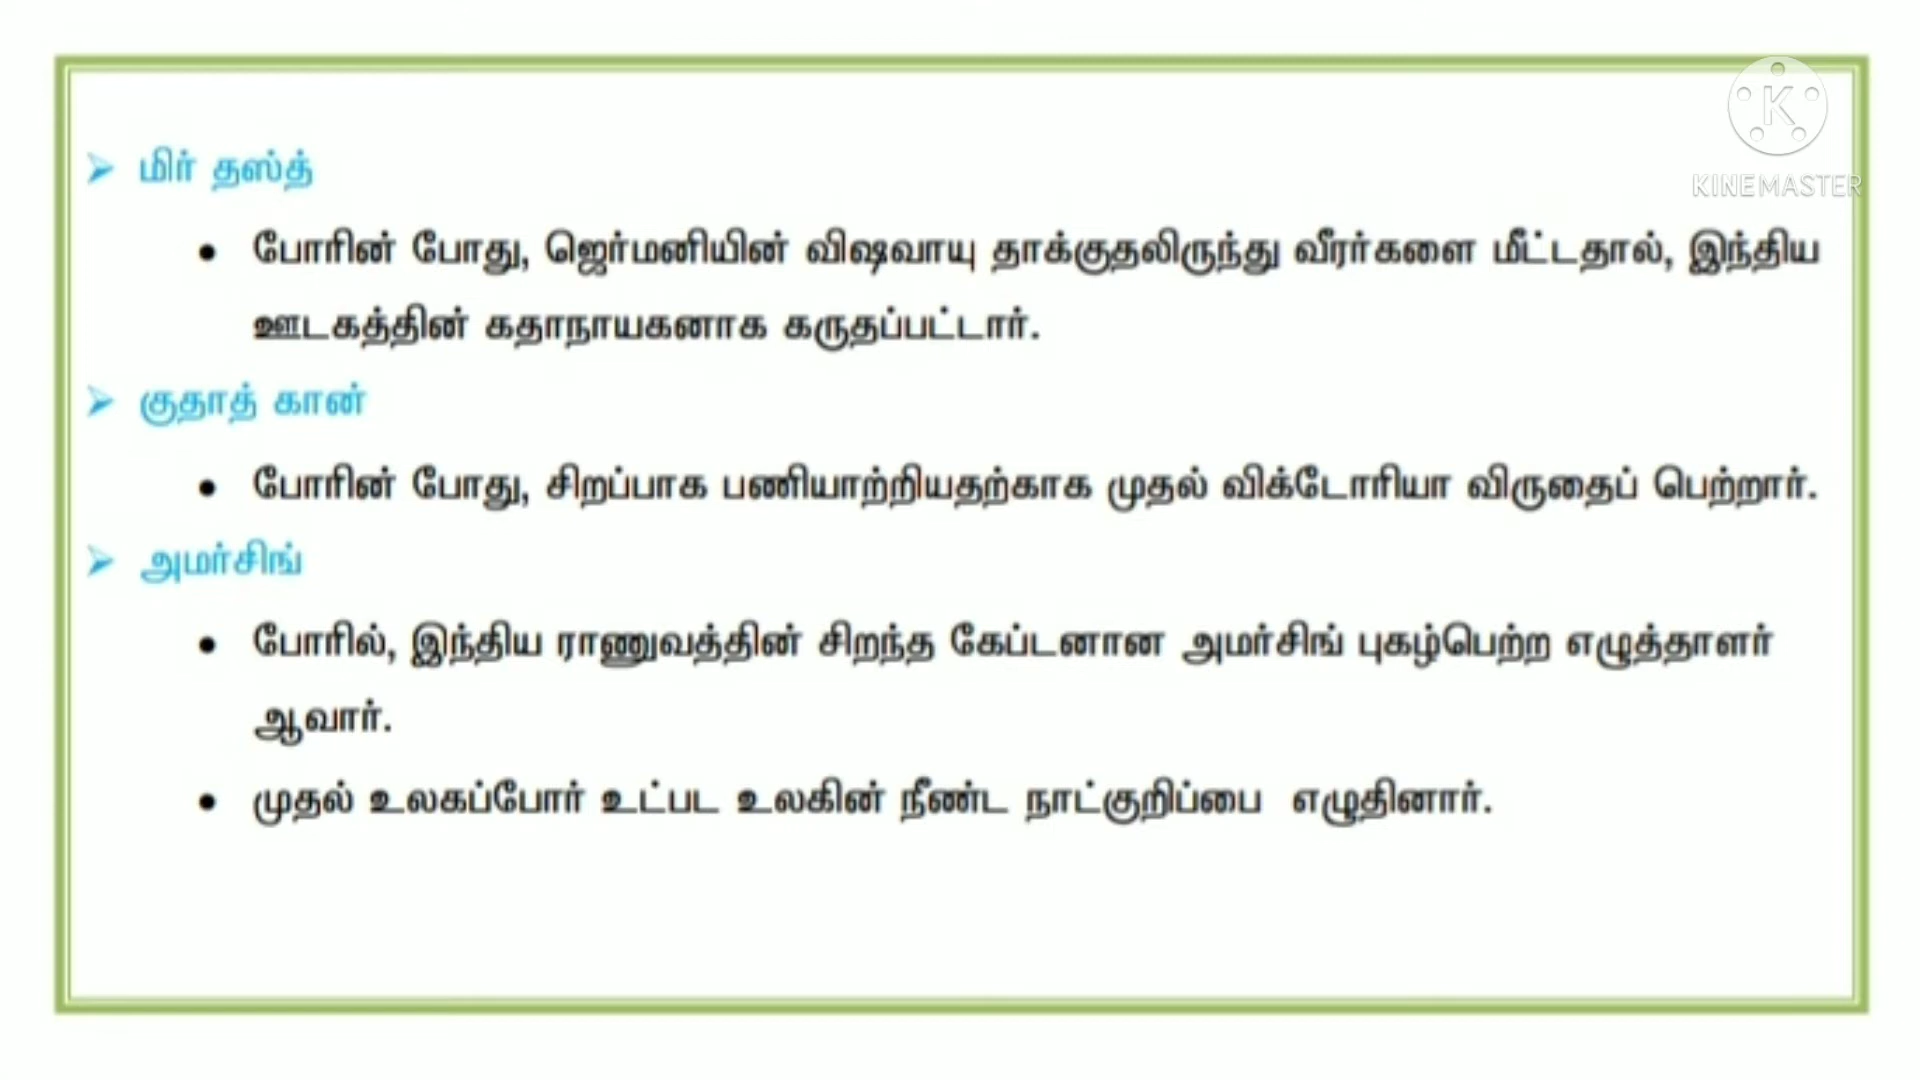 KINEMASTER
மிர் தஸ்த்
போரின் போது, ஜெர்மனியின் விஷவாயு தாக்குதலிருந்து வீரர்களை மீட்டதால், இந்திய
ஊடகத்தின் கதாநாயகனாக கருதப்பட்டார்.
குதாத் கான்
போரின் போது, சிறப்பாக பணியாற்றியதற்காக முதல் விக்டோரியா விருதைப் பெற்றார்.
அமர்சிங்
போரில், இந்திய ராணுவத்தின் சிறந்த கேப்டனான அமர்சிங் புகழ்பெற்ற எழுத்தாளர்
ஆவார்.
முதல் உலகப்போர் உட்பட உலகின் நீண்ட நாட்குறிப்பை எழுதினார்.